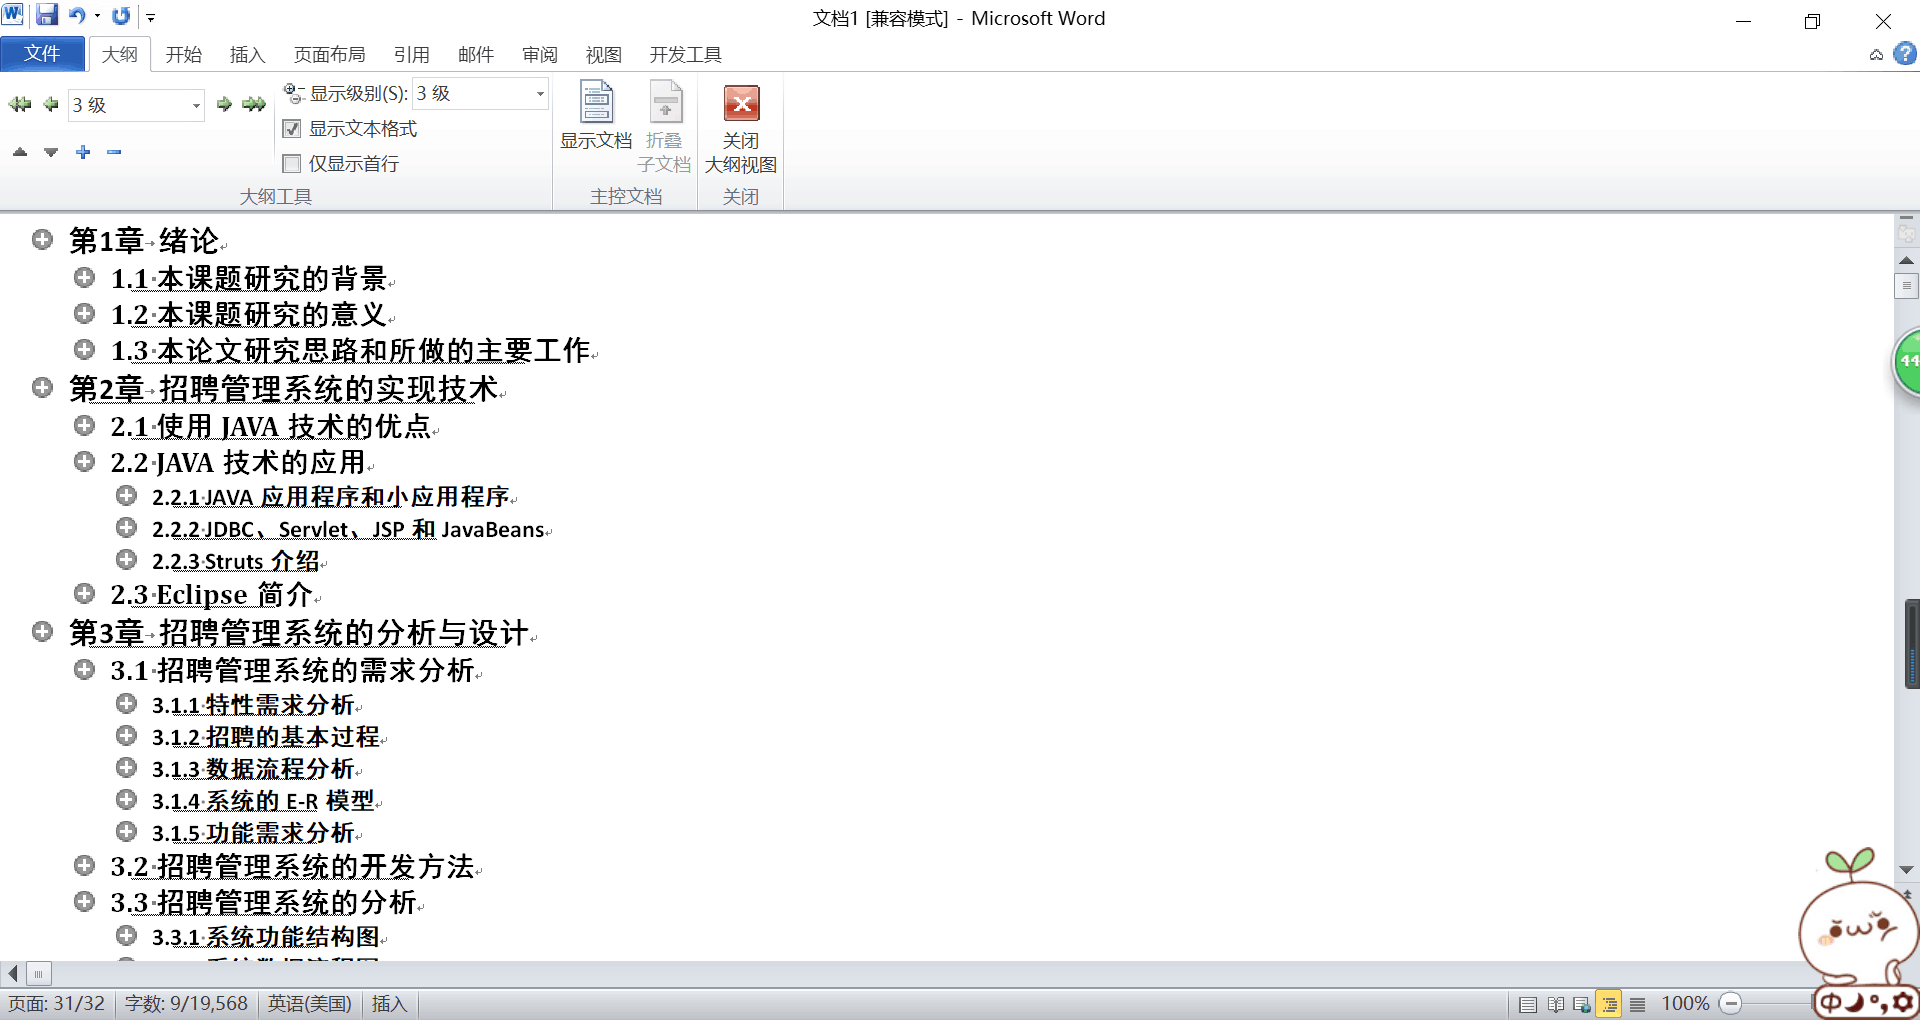 文档1 [兼容模式] - Microsoft Word
文件 大纲 开始 插入 页面布局 引用 邮件 审阅 视图 开发工具
3 级
显示级别(S): 3 级
显示文本格式
仅显示首行
大纲工具
显示文档
折叠
子文档
主控文档
关闭
大纲视图
关闭
第1章 绪论
1.1 本课题研究的背景
1.2 本课题研究的意义
1.3 本论文研究思路和所做的主要工作
第2章 招聘管理系统的实现技术
2.1 使用 JAVA 技术的优点
2.2 JAVA 技术的应用
2.2.1 JAVA 应用程序和小应用程序
2.2.2 JDBC、Servlet、JSP 和 JavaBeans
2.2.3 Struts 介绍
2.3 Eclipse 简介
第3章 招聘管理系统的分析与设计
3.1 招聘管理系统的需求分析
3.1.1 特性需求分析
3.1.2 招聘的基本过程
3.1.3 数据流程分析
3.1.4 系统的 E-R 模型
3.1.5 功能需求分析
3.2 招聘管理系统的开发方法
3.3 招聘管理系统的分析
3.3.1 系统功能结构图
44
中
页面: 31/32 字数: 9/19,568 英语(美国) 插入 100%